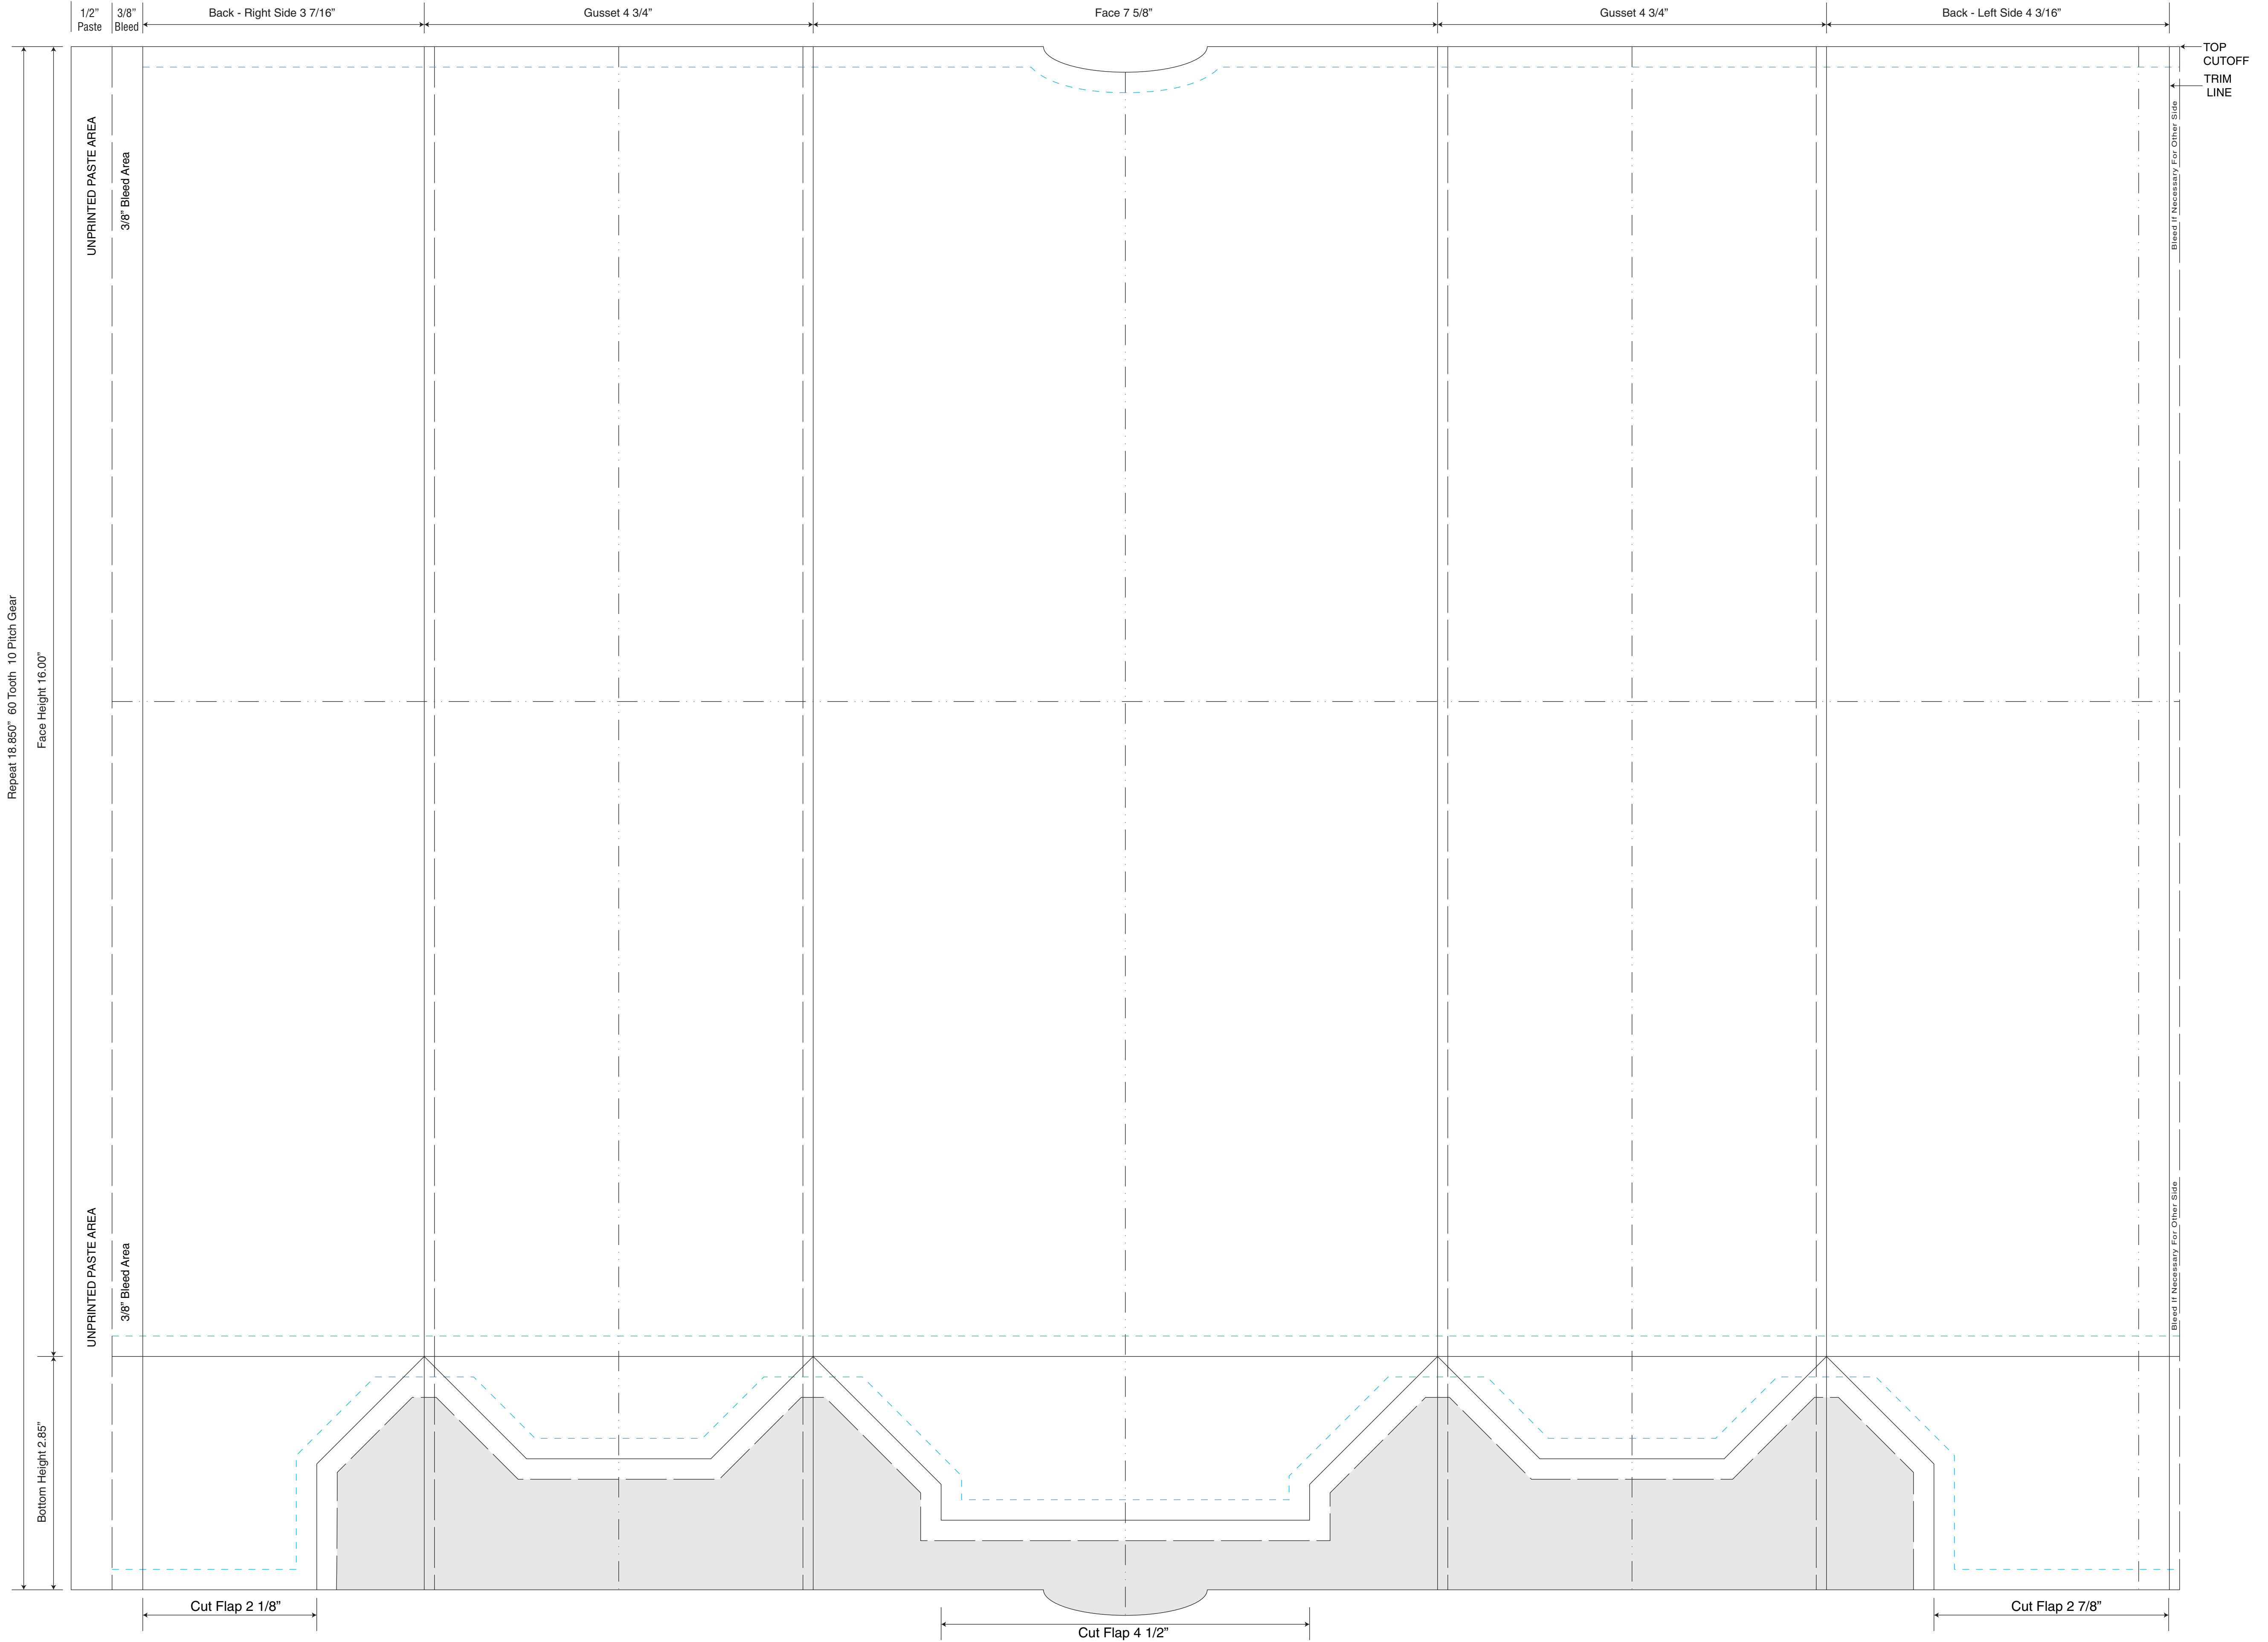 1/2”
Paste
3/8”
Bleed
Back - Right Side 3 7/16”
Gusset 4 3/4”
Face 7 5/8”
Gusset 4 3/4”
Back - Left Side 4 3/16”
TOP
CUTOFF
TRIM
LINE
UNPRINTED PASTE AREA
3/8” Bleed Area
Bleed If Necessary For Other Side
Repeat 18.850” 60 Tooth 10 Pitch Gear
Face Height 16.00”
UNPRINTED PASTE AREA
3/8” Bleed Area
Bleed If Necessary For Other Side
Bottom Height 2.85”
Cut Flap 2 1/8”
Cut Flap 4 1/2”
Cut Flap 2 7/8”